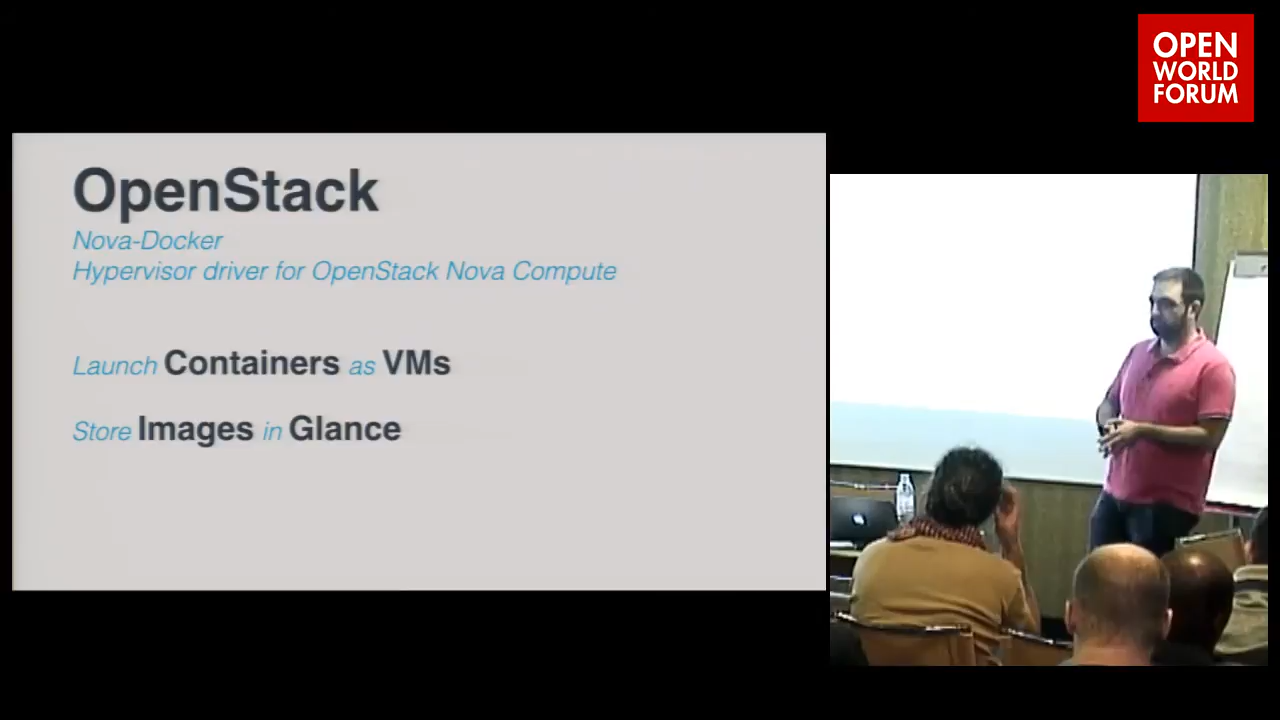 OPEN
WORLD
FORUM
OpenStack
Nova-Docker
Hypervisor driver for OpenStack Nova Compute
Launch Containers as VMs
Store Images in Glance